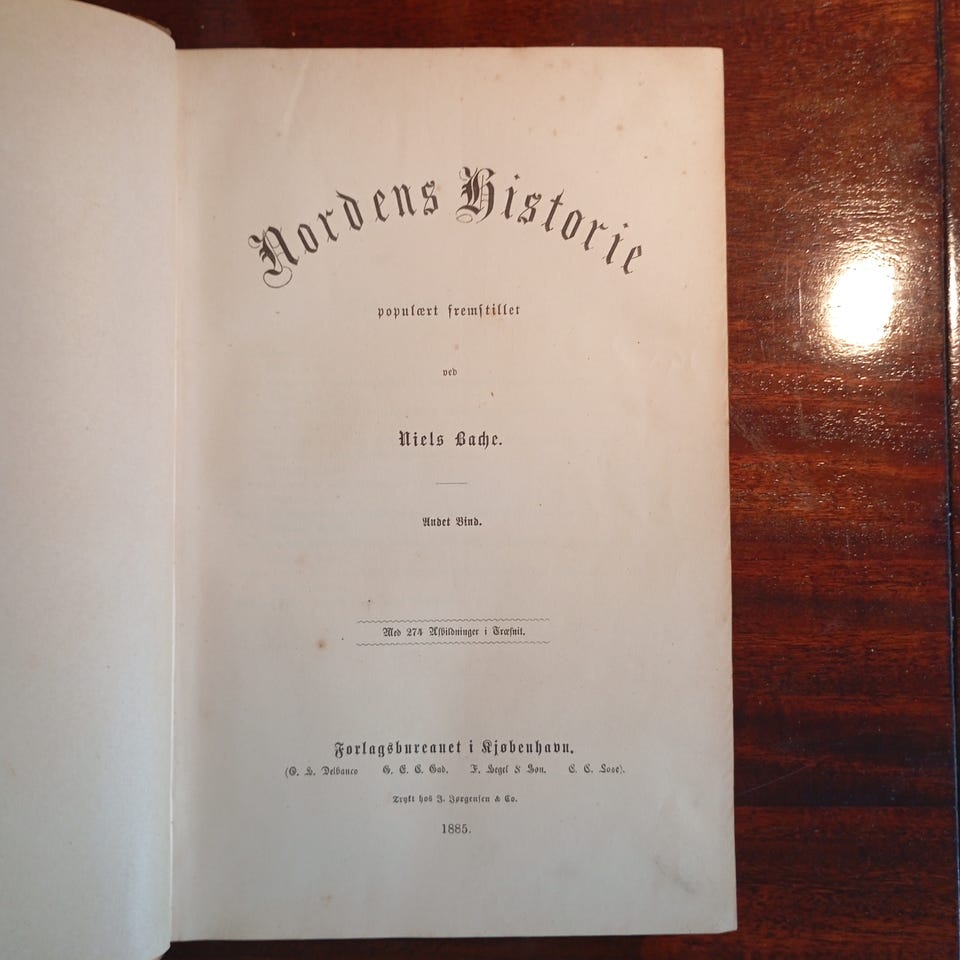 Nordens Historie
populært fremstillet
ved
Niels Bache.
Andet Bind.
Med 274 Afbildninger i Træsnit.
Forlagsbureauet i Kjøbenhavn.
(O. H. Delbanco G. E. C. Gad. F. Hegel & Søn. C. C. Lose).
Trykt hos J. Jørgensen & Co.
1885.